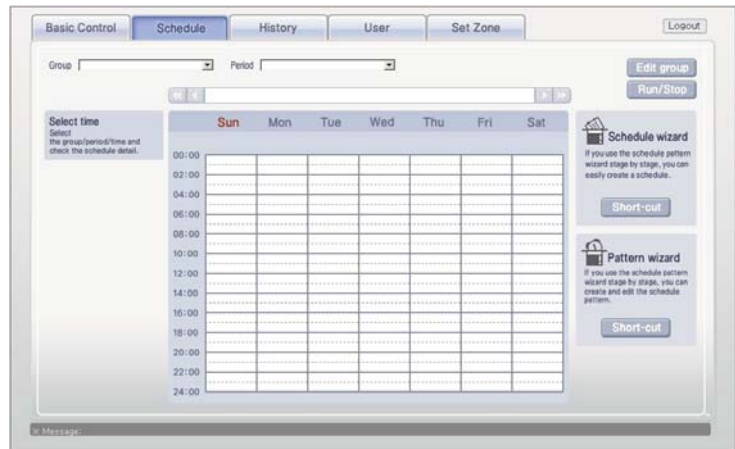 Basic Control Schedule History User Set Zone Logout
Group Period Edit group
Run/Stop
Select time
Select
the group/period/time and
check the schedule detail.
Sun Mon Tue Wed Thu Fri Sat
00:00
02:00
04:00
06:00
08:00
10:00
12:00
14:00
16:00
18:00
20:00
22:00
24:00
Schedule wizard
If you use the schedule pattern
wizard stage by stage, you can
easily create a schedule.
Short-cut
Pattern wizard
If you use the schedule pattern
wizard stage by stage, you can
create and edit the schedule
pattern.
Short-cut
× Message: